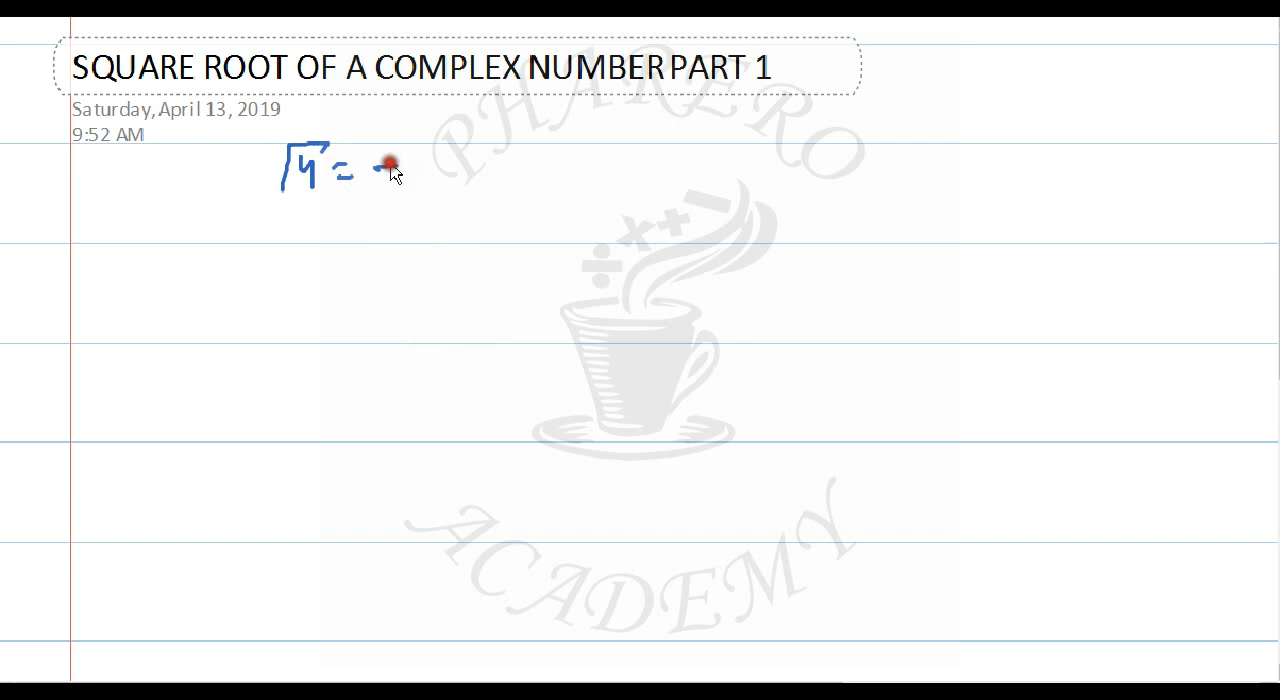 SQUARE ROOT OF A COMPLEX NUMBER PART 1
Saturday, April 13, 2019
9:52 AM
√4 = -
PHARERO
ACADEMY